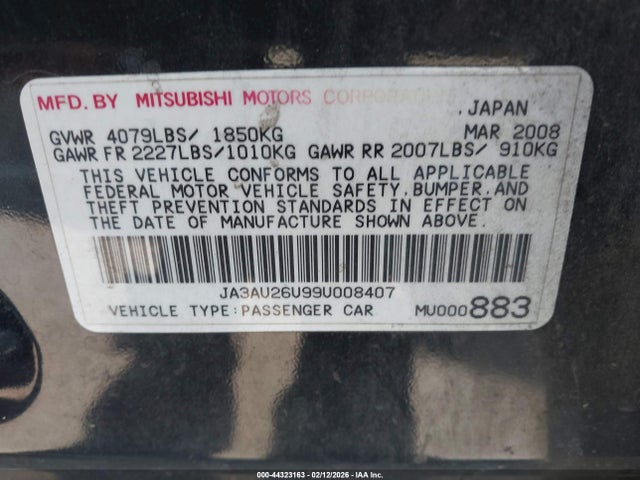 MFD. BY MITSUBISHI MOTORS CORPORATION, JAPAN
GVWR 4079LBS/ 1850KG MAR 2008
GAWR FR 2227LBS/1010KG GAWR RR 2007LBS/ 910KG
THIS VEHICLE CONFORMS TO ALL APPLICABLE
FEDERAL MOTOR VEHICLE SAFETY,BUMPER,AND
THEFT PREVENTION STANDARDS IN EFFECT ON
THE DATE OF MANUFACTURE SHOWN ABOVE.
JA3AU26U99U008407
VEHICLE TYPE:PASSENGER CAR MU000883
000-44323163 - 02/12/2026 - IAA Inc.